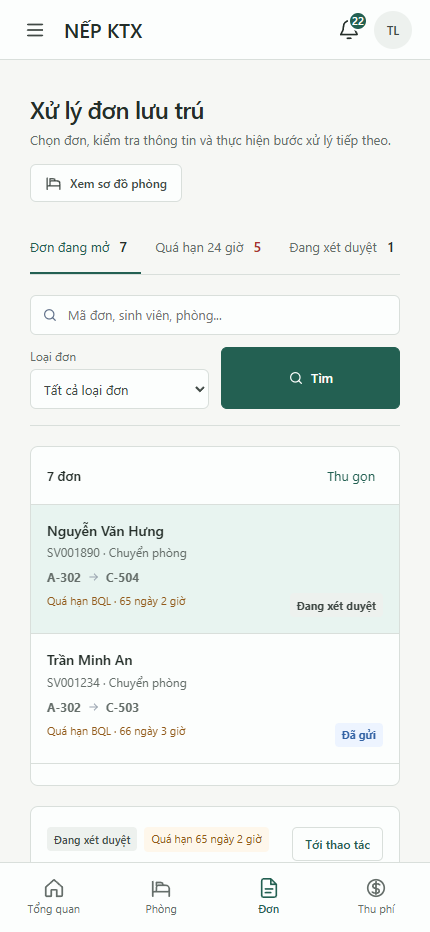 NẾP KTX
22
TL
Xử lý đơn lưu trú
Chọn đơn, kiểm tra thông tin và thực hiện bước xử lý tiếp theo.
Xem sơ đồ phòng
Đơn đang mở 7 Quá hạn 24 giờ 5 Đang xét duyệt 1
Mã đơn, sinh viên, phòng...
Loại đơn
Tất cả loại đơn
Tìm
7 đơn Thu gọn
Nguyễn Văn Hưng
SV001890 · Chuyển phòng
A-302 → C-504
Quá hạn BQL · 65 ngày 2 giờ
Đang xét duyệt
Trần Minh An
SV001234 · Chuyển phòng
A-302 → C-503
Quá hạn BQL · 66 ngày 3 giờ
Đã gửi
Đang xét duyệt Quá hạn 65 ngày 2 giờ Tới thao tác
Tổng quan Phòng Đơn Thu phí